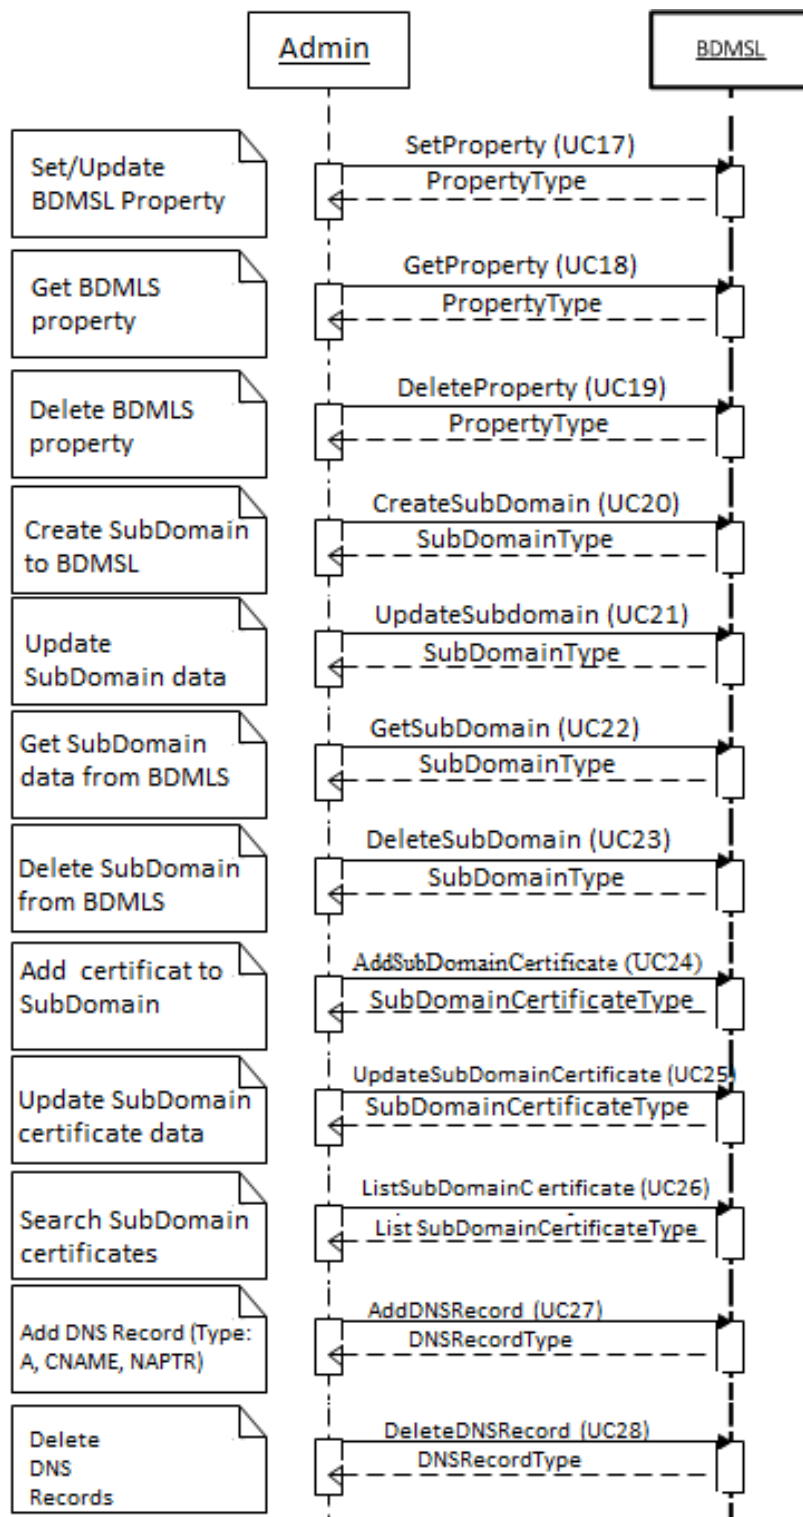 Admin
BDMSL
Set/Update
BDMSL Property
SetProperty (UC17)
PropertyType
Get BDMLS
property
GetProperty (UC18)
PropertyType
Delete BDMLS
property
DeleteProperty (UC19)
PropertyType
Create SubDomain
to BDMSL
CreateSubDomain (UC20)
SubDomainType
Update
SubDomain data
UpdateSubdomain (UC21)
SubDomainType
Get SubDomain
data from BDMLS
GetSubDomain (UC22)
SubDomainType
Delete SubDomain
from BDMLS
DeleteSubDomain (UC23)
SubDomainType
Add certificat to
SubDomain
AddSubDomainCertificate (UC24)
SubDomainCertificateType
Update SubDomain
certificate data
UpdateSubDomainCertificate (UC25)
SubDomainCertificateType
Search SubDomain
certificates
ListSubDomainCertificate (UC26)
List SubDomainCertificateType
Add DNS Record (Type:
A, CNAME, NAPTR)
AddDNSRecord (UC27)
DNSRecordType
Delete
DNS
Records
DeleteDNSRecord (UC28)
DNSRecordType